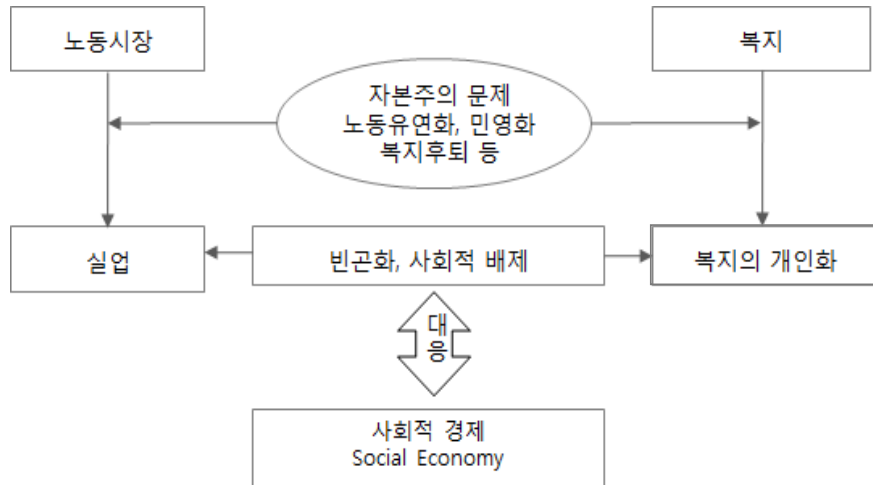 노동시장
복지
자본주의 문제
노동유연화, 민영화
복지후퇴 등
실업
빈곤화, 사회적 배제
복지의 개인화
대
응
사회적 경제
Social Economy